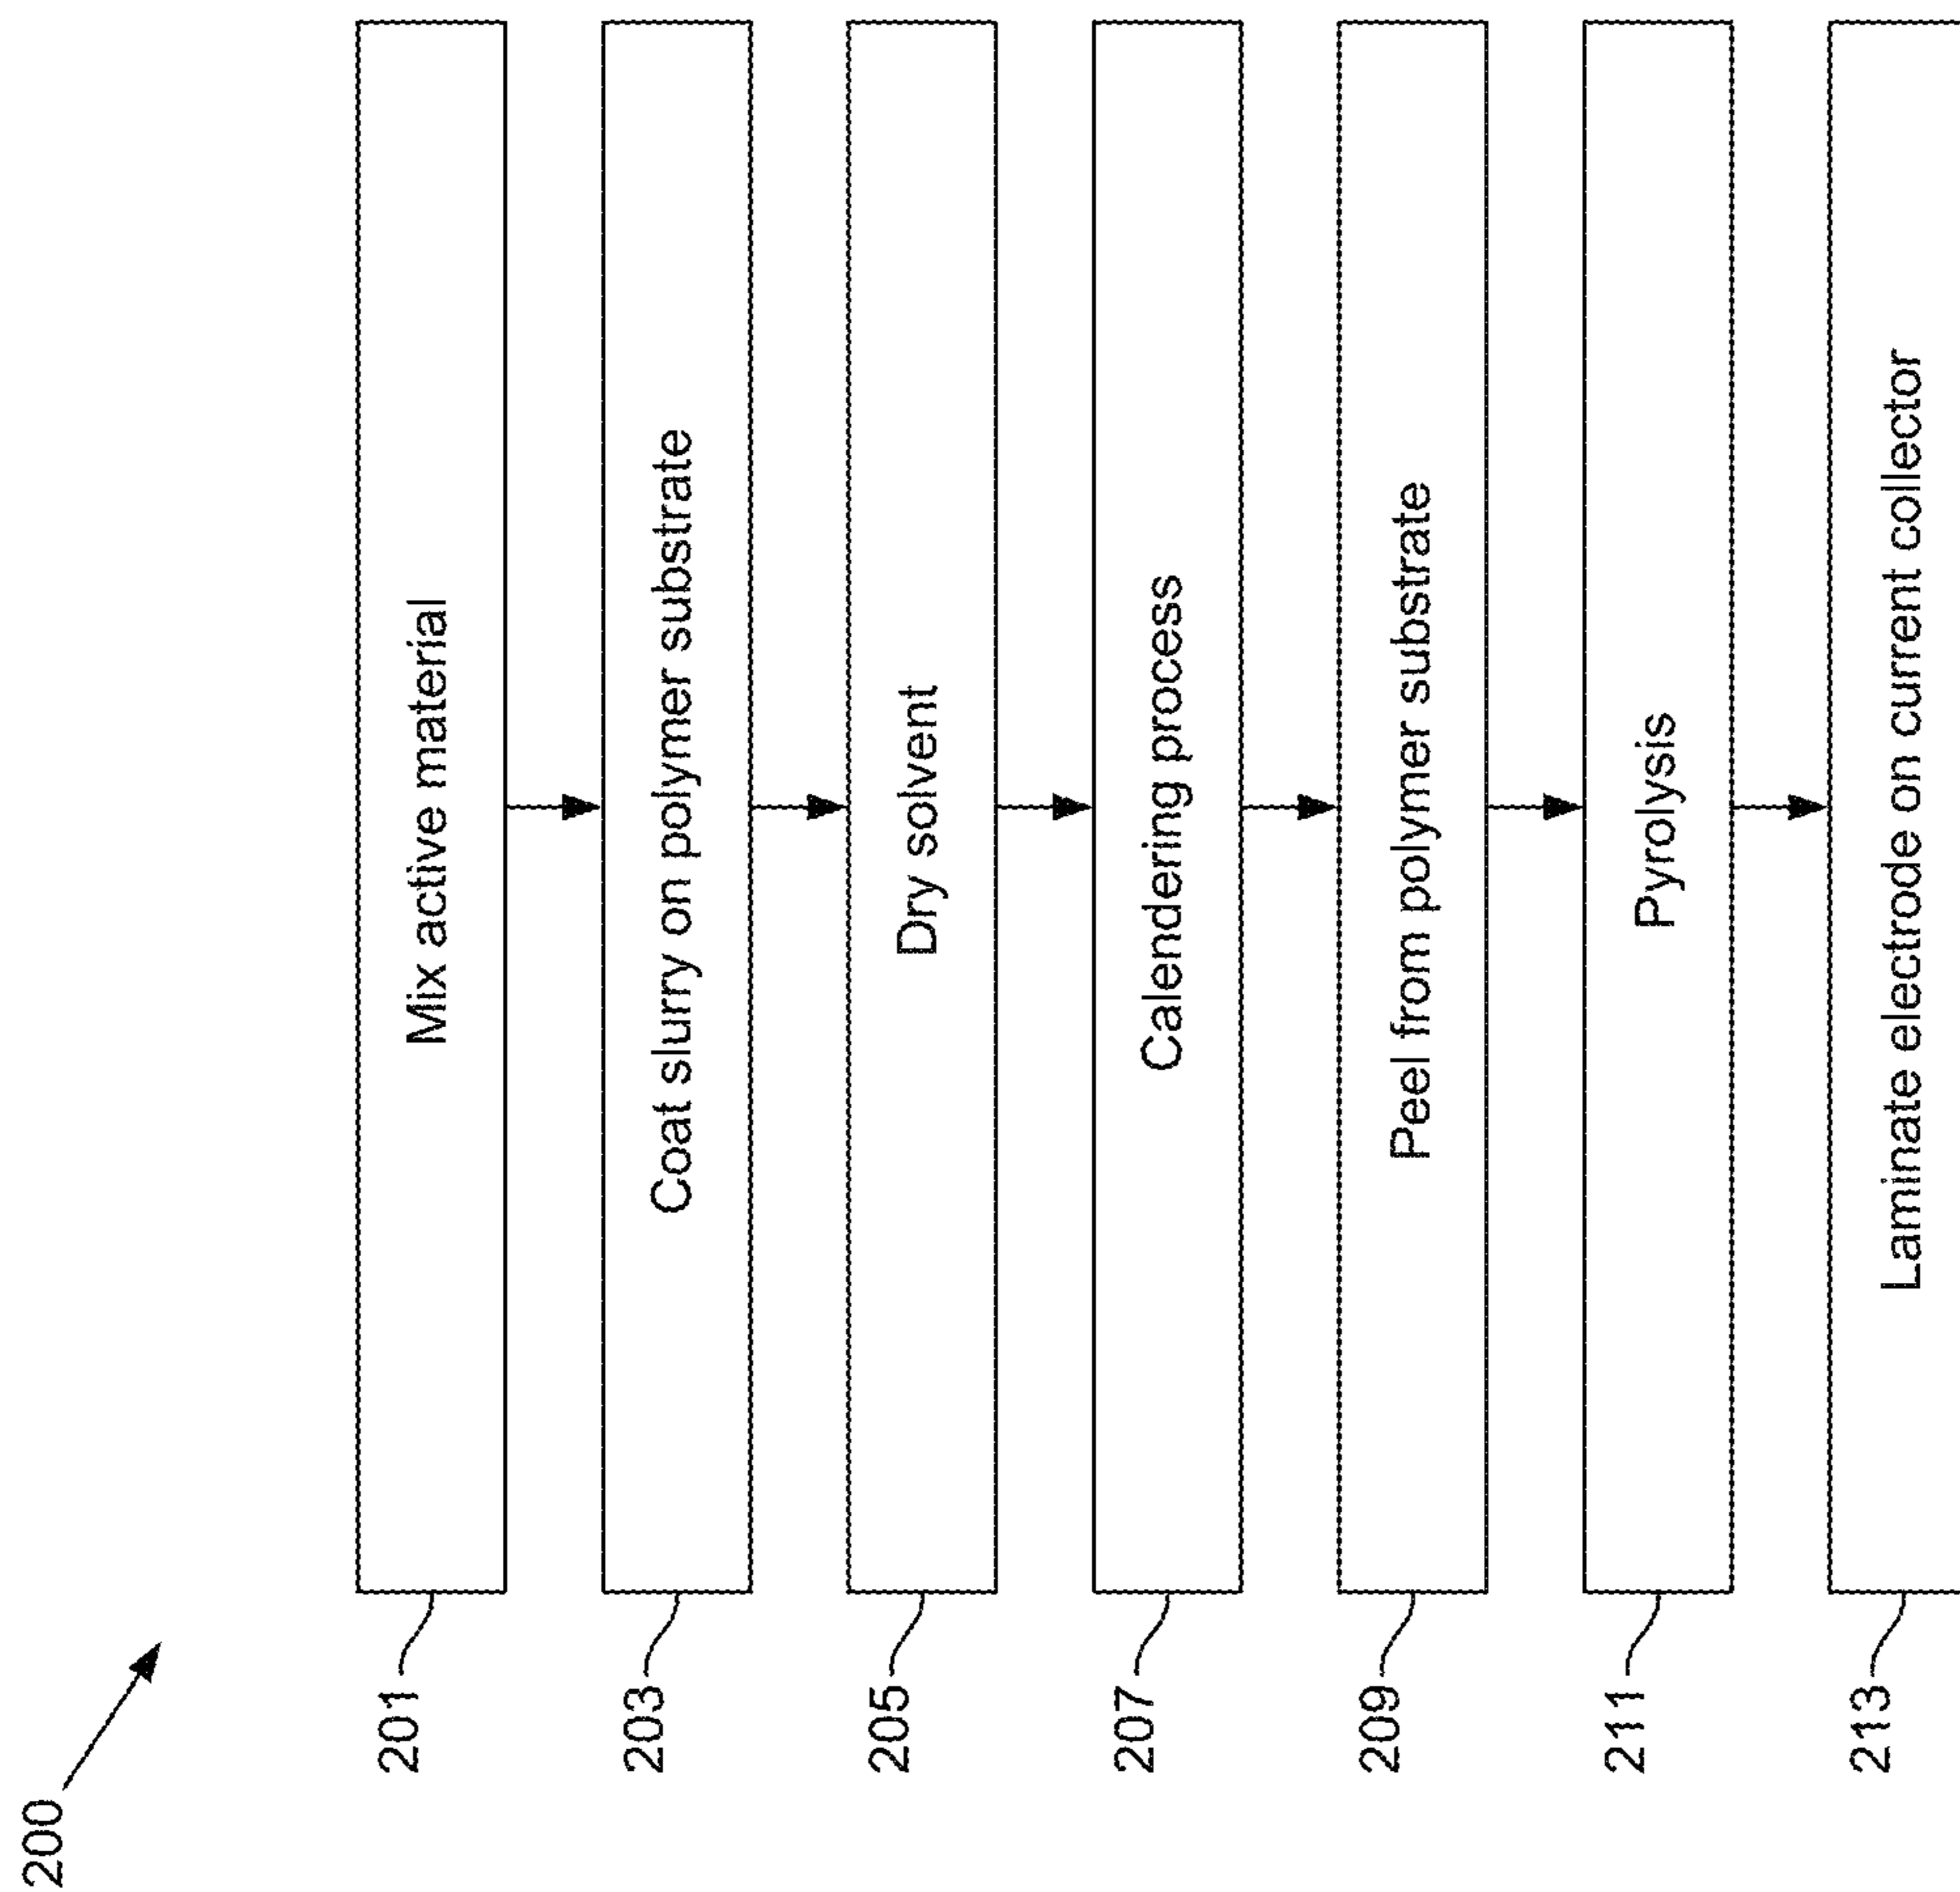 200
201
Mix active material
203
Coat slurry on polymer substrate
205
Dry solvent
207
Calendering process
209
Peel from polymer substrate
211
Pyrolysis
213
Laminate electrode on current collector